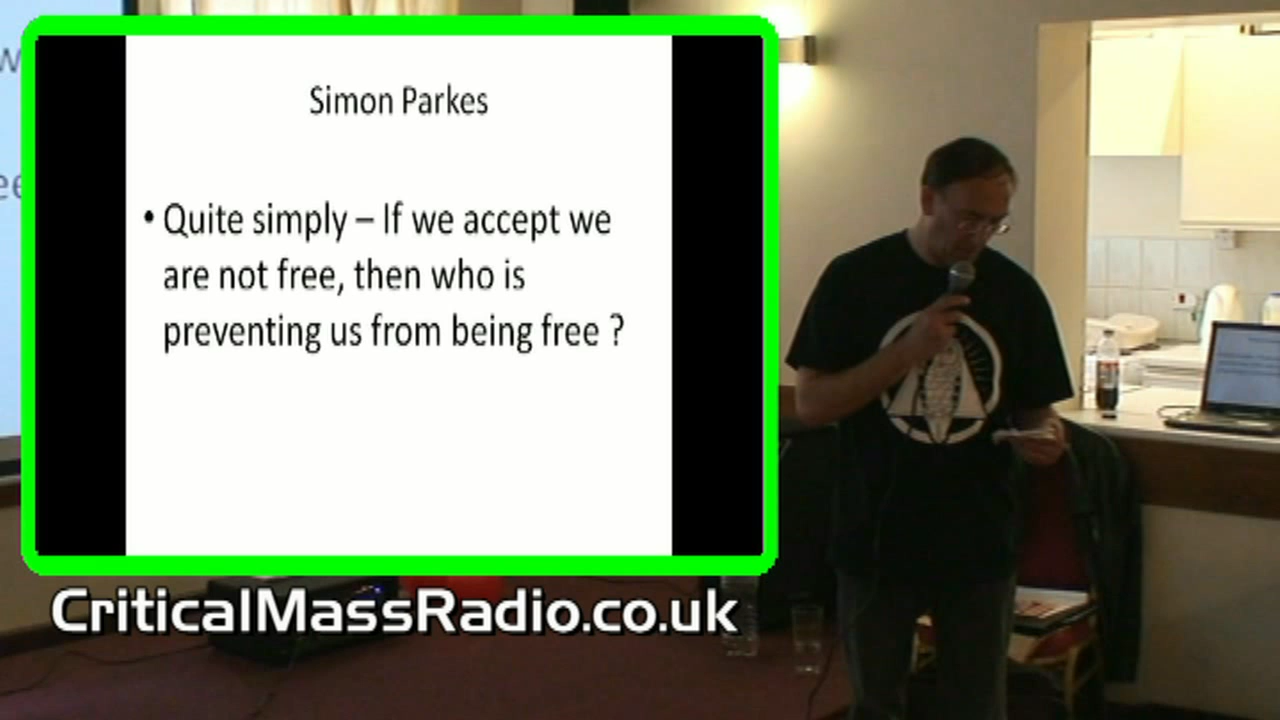 Simon Parkes
• Quite simply – If we accept we
are not free, then who is
preventing us from being free ?
CriticalMassRadio.co.uk